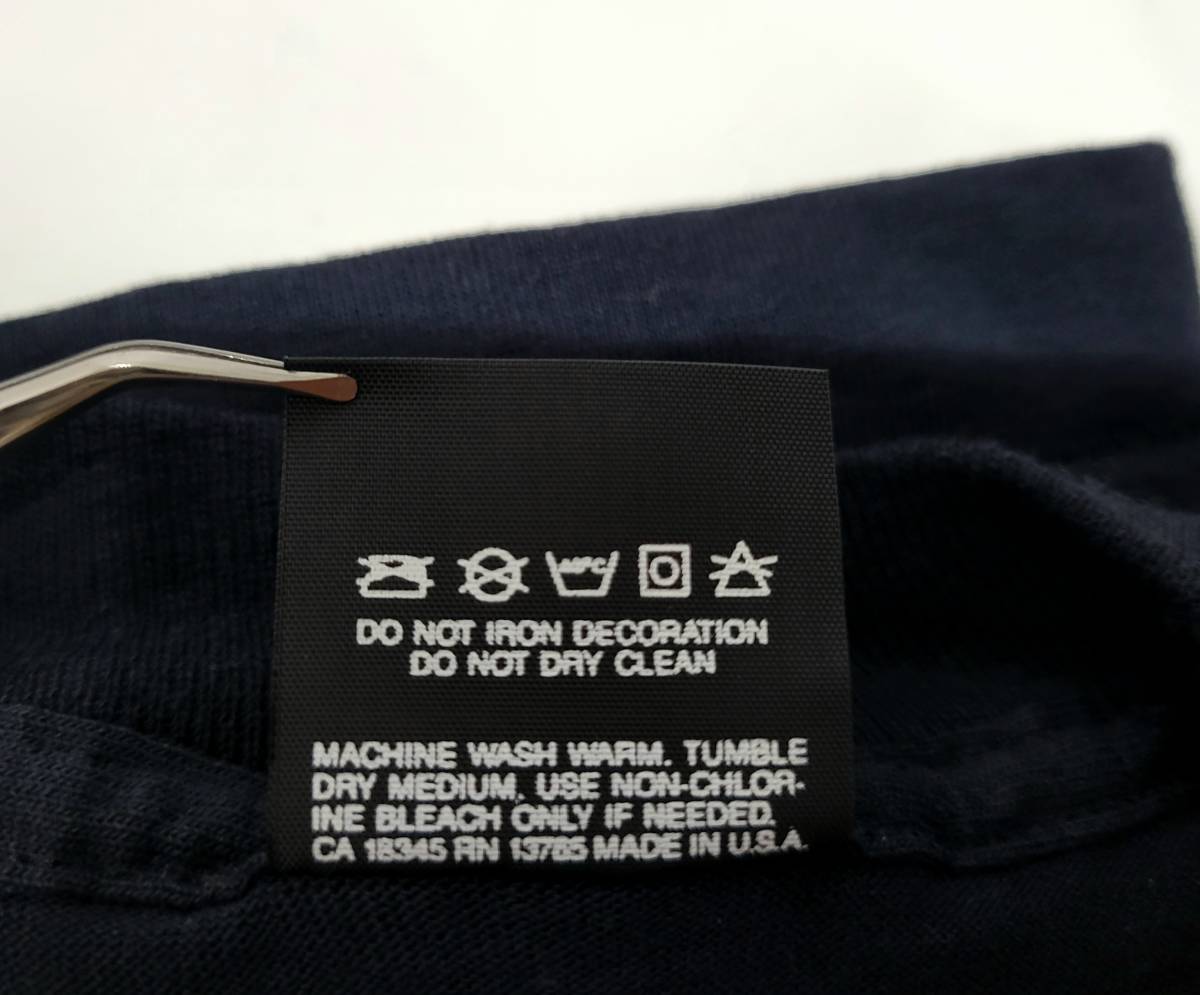 DO NOT IRON DECORATION
DO NOT DRY CLEAN
MACHINE WASH WARM. TUMBLE
DRY MEDIUM. USE NON-CHLOR-
INE BLEACH ONLY IF NEEDED.
CA 18345 RN 13765 MADE IN U.S.A.